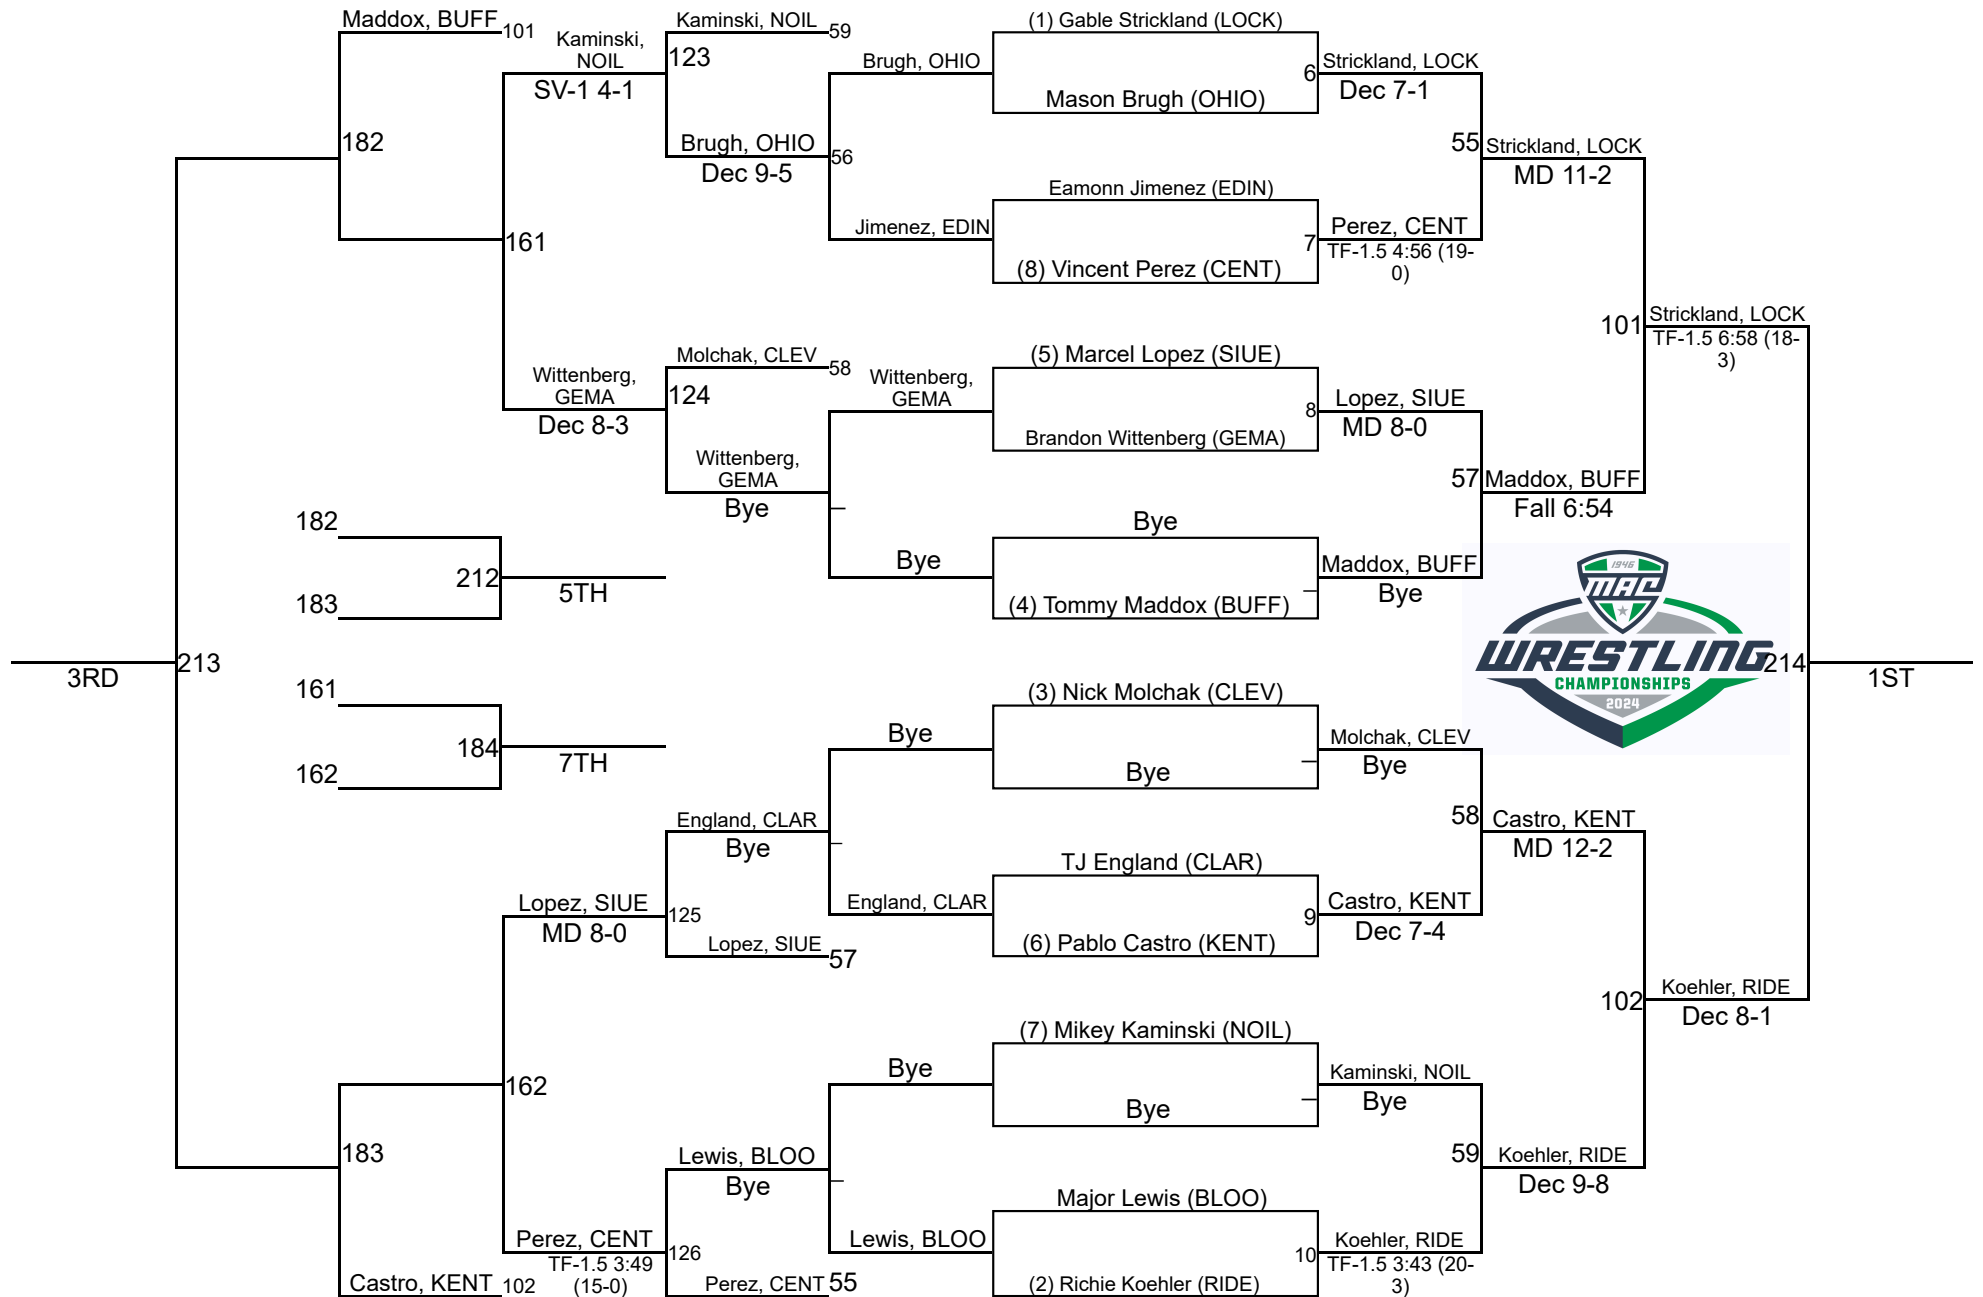 Maddox, BUFF
101
Kaminski,
NOIL
SV-1 4-1
Kaminski, NOIL
59
123
Brugh, OHIO
Dec 9-5
56
182
161
Brugh, OHIO
Jimenez, EDIN
(1) Gable Strickland (LOCK)
6
Mason Brugh (OHIO)
Strickland, LOCK
Dec 7-1
55
Strickland, LOCK
MD 11-2
Eamonn Jimenez (EDIN)
7
(8) Vincent Perez (CENT)
Perez, CENT
TF-1.5 4:56 (19-
0)
101
Strickland, LOCK
TF-1.5 6:58 (18-
3)
Wittenberg,
GEMA
Dec 8-3
Molchak, CLEV
58
124
Wittenberg,
GEMA
Bye
Wittenberg,
GEMA
Bye
(5) Marcel Lopez (SIUE)
8
Brandon Wittenberg (GEMA)
Lopez, SIUE
MD 8-0
57
Maddox, BUFF
Fall 6:54
Bye
(4) Tommy Maddox (BUFF)
Maddox, BUFF
Bye
182
212
5TH
183
3RD
213
161
184
7TH
162
1946
MAC
WRESTLING
CHAMPIONSHIPS
2024
214
1ST
(3) Nick Molchak (CLEV)
Bye
Bye
Molchak, CLEV
Bye
58
Castro, KENT
MD 12-2
England, CLAR
Bye
TJ England (CLAR)
England, CLAR
9
(6) Pablo Castro (KENT)
Castro, KENT
Dec 7-4
Lopez, SIUE
MD 8-0
125
Lopez, SIUE
57
102
Koehler, RIDE
Dec 8-1
(7) Mikey Kaminski (NOIL)
Bye
Bye
Kaminski, NOIL
Bye
162
59
Koehler, RIDE
Dec 9-8
183
Lewis, BLOO
Bye
Major Lewis (BLOO)
Lewis, BLOO
10
(2) Richie Koehler (RIDE)
Koehler, RIDE
TF-1.5 3:43 (20-
3)
Perez, CENT
TF-1.5 3:49
(15-0)
126
Perez, CENT
55
Castro, KENT
102